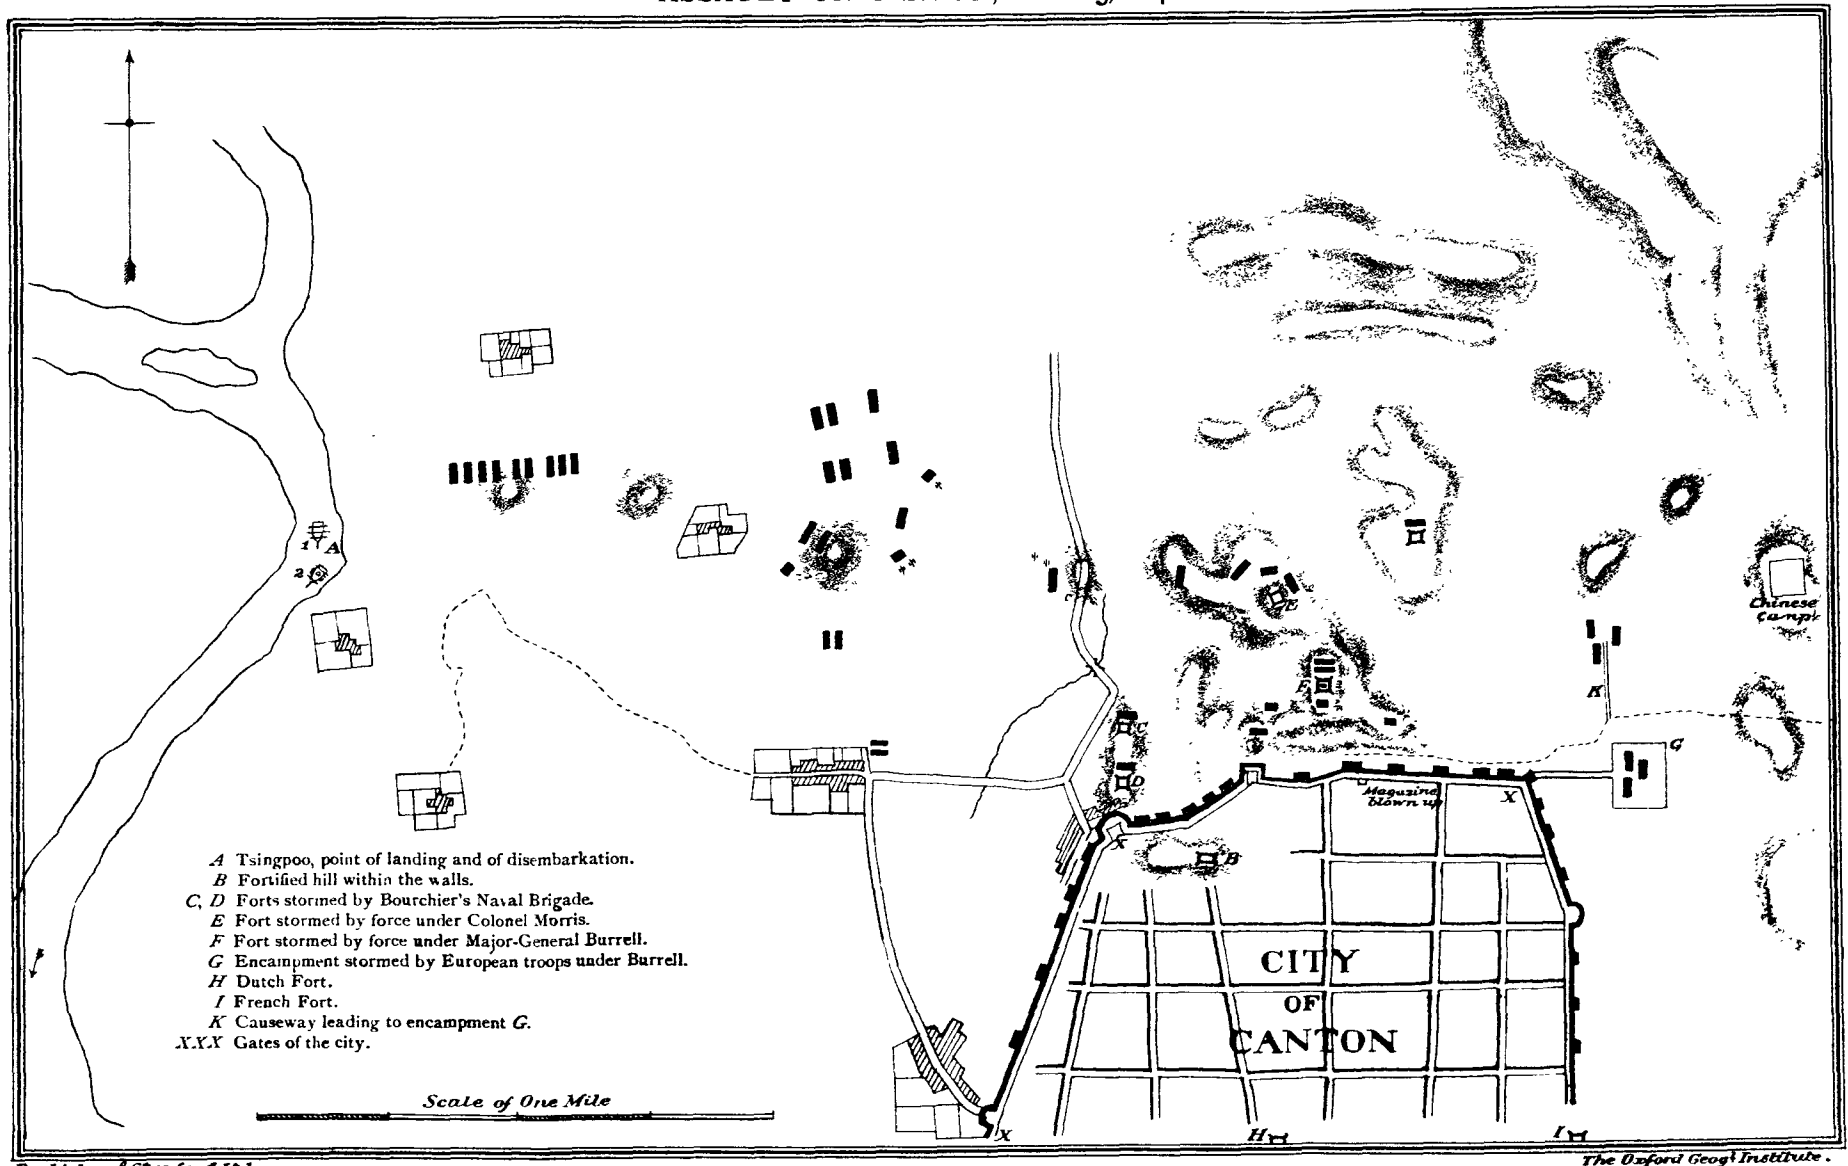 1
A
2
E
Chinese
Camp
F
K
C
G
D
Magazine
blown up
X
X
B
A Tsingpoo, point of landing and of disembarkation.
B Fortified hill within the walls.
C, D Forts stormed by Bourchier's Naval Brigade.
E Fort stormed by force under Colonel Morris.
F Fort stormed by force under Major-General Burrell.
G Encampment stormed by European troops under Burrell.
H Dutch Fort.
I French Fort.
K Causeway leading to encampment G.
XXX Gates of the city.
CITY
OF
CANTON
Scale of One Mile
X
H
I
The Oxford Geog! Institute.